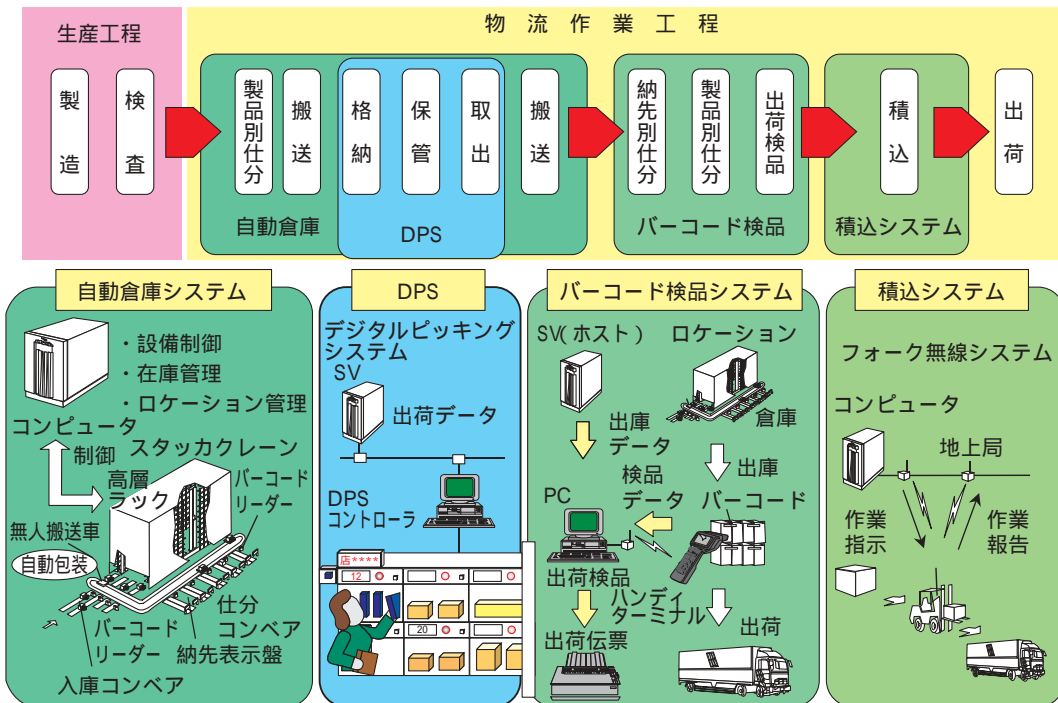 生産工程
物流作業工程
製造
検査
製品別仕分
搬送
格納
保管
取出
搬送
納先別仕分
製品別仕分
出荷検品
積込
出荷
自動倉庫
DPS
バーコード検品
積込システム
自動倉庫システム
・設備制御
・在庫管理
・ロケーション管理
コンピュータ
制御
スタッカクレーン
高層
ラック
バーコード
リーダー
無人搬送車
自動包装
仕分
コンベア
バーコード
リーダー
納先表示盤
入庫コンベア
DPS
デジタルピッキング
システム
SV
出荷データ
DPS
コントローラ
店****
12
20
バーコード検品システム
SV(ホスト)
ロケーション
倉庫
出庫
データ
出庫
検品
データ
バーコード
PC
出荷検品
ハンディ
ターミナル
出荷伝票
出荷
積込システム
フォーク無線システム
コンピュータ
地上局
作業
指示
作業
報告